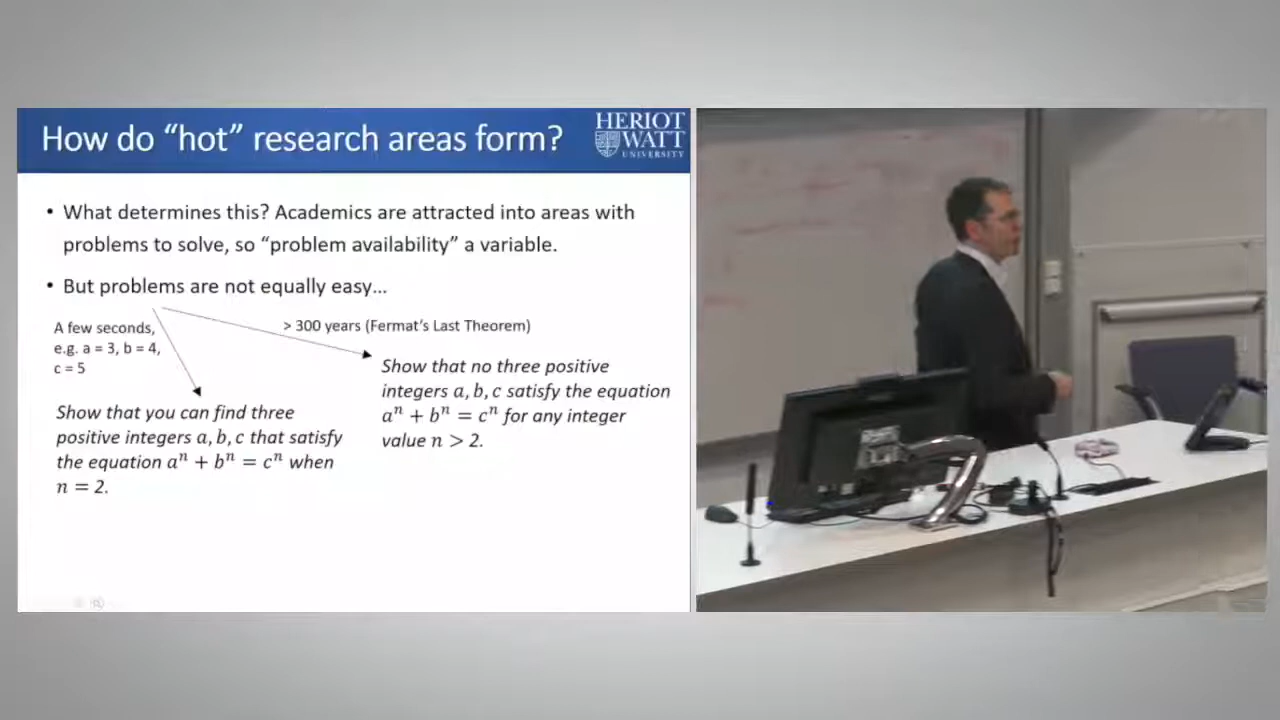 How do “hot” research areas form?
HERIOT
WATT
UNIVERSITY
• What determines this? Academics are attracted into areas with
problems to solve, so “problem availability” a variable.
• But problems are not equally easy…
A few seconds,
e.g. a = 3, b = 4,
c = 5
> 300 years (Fermat’s Last Theorem)
Show that no three positive
integers a, b, c satisfy the equation
aⁿ + bⁿ = cⁿ for any integer
value n > 2.
Show that you can find three
positive integers a, b, c that satisfy
the equation aⁿ + bⁿ = cⁿ when
n = 2.